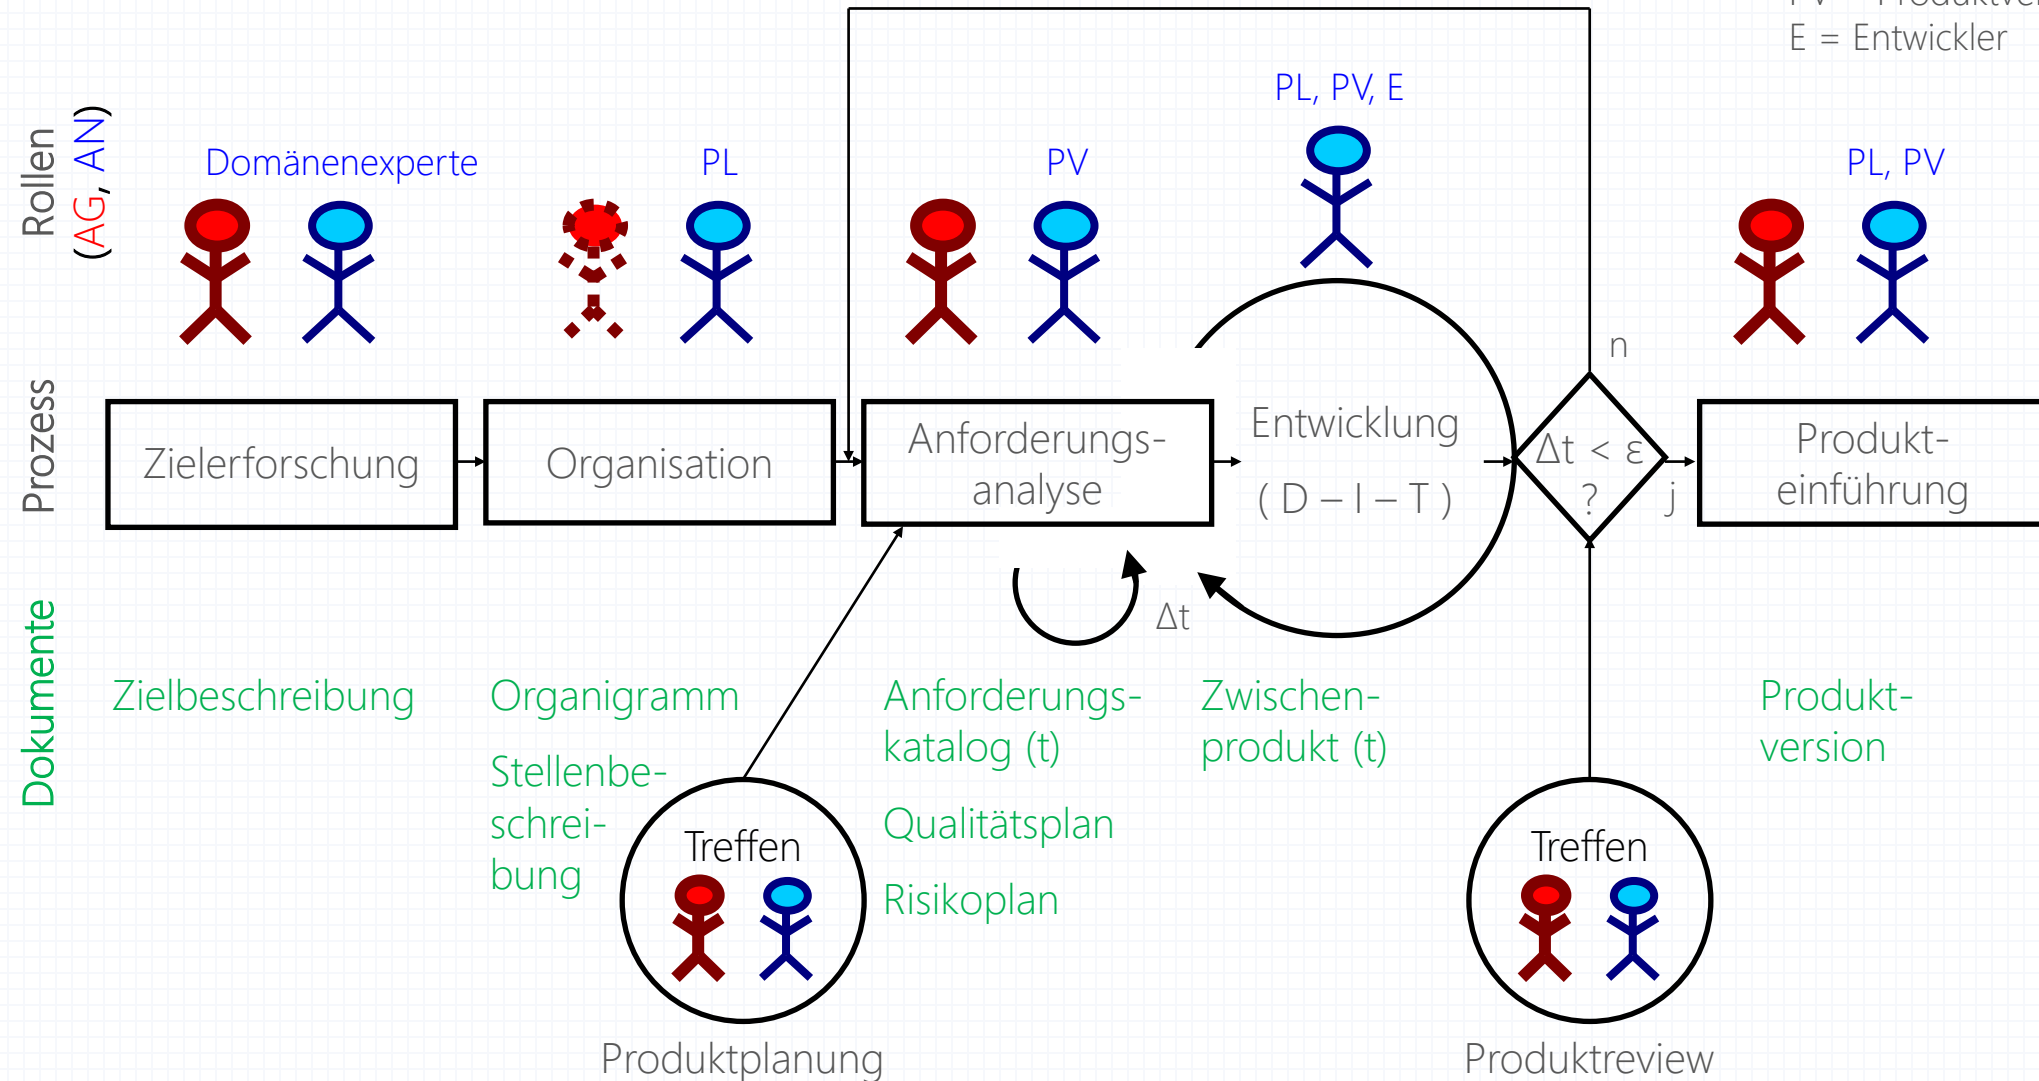 E = Entwickler
PL, PV, E
Rollen
(AG, AN)
Domänenexperte
PL
PV
PL, PV
n
Prozess
Zielerforschung
Organisation
Anforderungs-
analyse
Entwicklung
( D – I – T )
Δt < ε
?
j
Produkt-
einführung
Δt
Dokumente
Zielbeschreibung
Organigramm
Stellenbe-
schrei-
bung
Anforderungs-
katalog (t)
Qualitätsplan
Risikoplan
Zwischen-
produkt (t)
Produkt-
version
Treffen
Treffen
Produktplanung
Produktreview